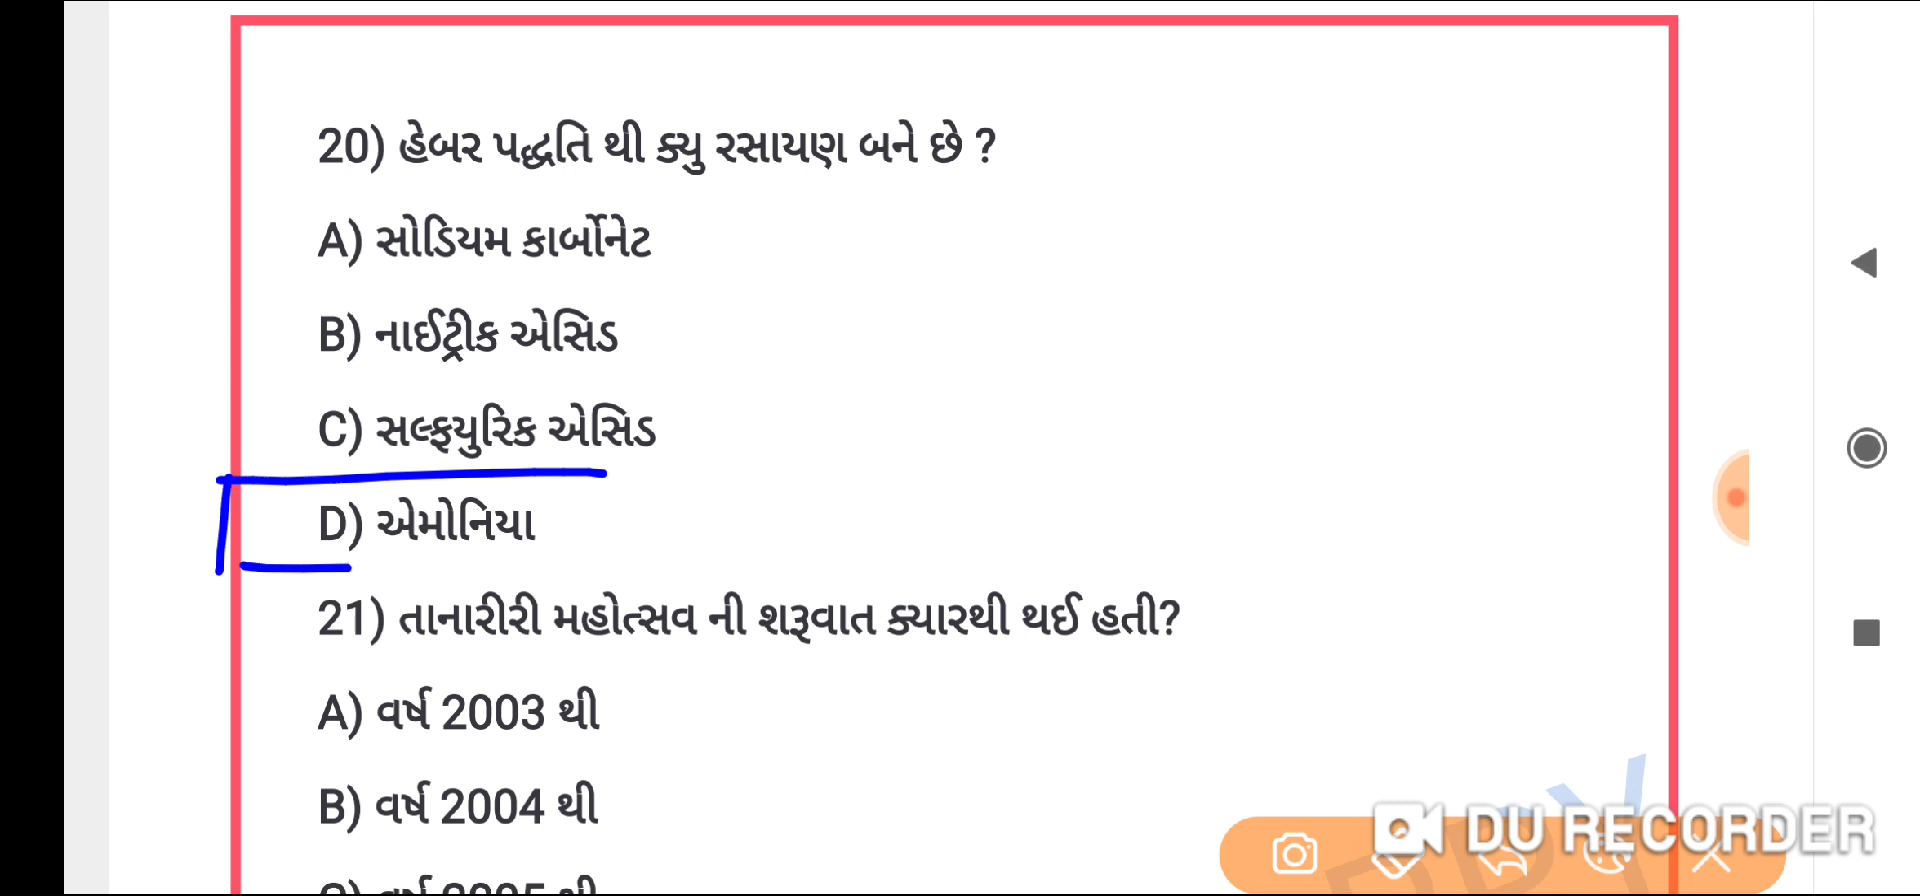 20) હેબર પદ્ધતિ થી ક્યુ રસાયણ બને છે ?
A) સોડિયમ કાર્બોનેટ
B) નાઈટ્રીક એસિડ
C) સલ્ફયુરિક એસિડ
D) એમોનિયા
21) તાનારીરી મહોત્સવ ની શરૂવાત ક્યારથી થઈ હતી?
A) વર્ષ 2003 થી
B) વર્ષ 2004 થી
DU RECORDER